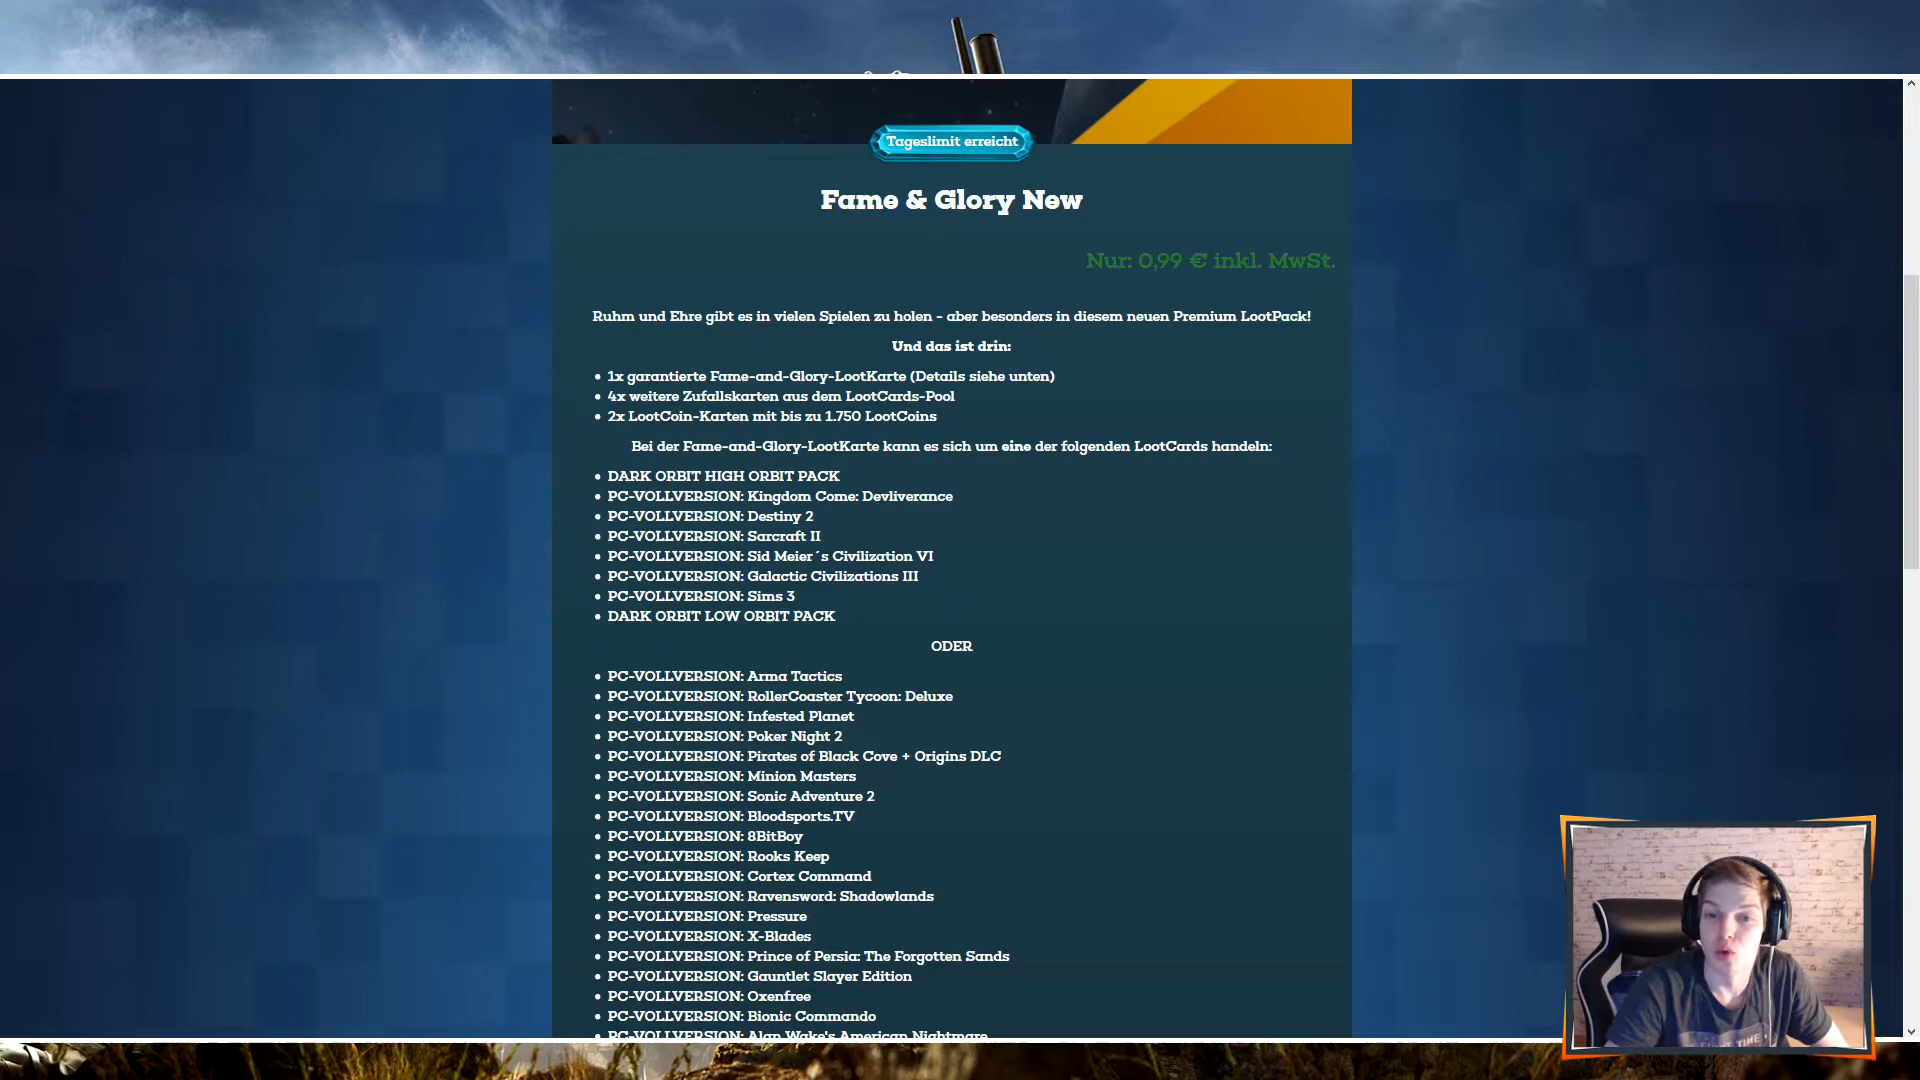 Tageslimit erreicht
Fame & Glory New
Nur: 0,99 € inkl. MwSt.
Ruhm und Ehre gibt es in vielen Spielen zu holen - aber besonders in diesem neuen Premium LootPack!
Und das ist drin:
• 1x garantierte Fame-and-Glory-LootKarte (Details siehe unten)
• 4x weitere Zufallskarten aus dem LootCards-Pool
• 2x LootCoin-Karten mit bis zu 1.750 LootCoins
Bei der Fame-and-Glory-LootKarte kann es sich um eine der folgenden LootCards handeln:
• DARK ORBIT HIGH ORBIT PACK
• PC-VOLLVERSION: Kingdom Come: Devliverance
• PC-VOLLVERSION: Destiny 2
• PC-VOLLVERSION: Sarcraft II
• PC-VOLLVERSION: Sid Meier´s Civilization VI
• PC-VOLLVERSION: Galactic Civilizations III
• PC-VOLLVERSION: Sims 3
• DARK ORBIT LOW ORBIT PACK
ODER
• PC-VOLLVERSION: Arma Tactics
• PC-VOLLVERSION: RollerCoaster Tycoon: Deluxe
• PC-VOLLVERSION: Infested Planet
• PC-VOLLVERSION: Poker Night 2
• PC-VOLLVERSION: Pirates of Black Cove + Origins DLC
• PC-VOLLVERSION: Minion Masters
• PC-VOLLVERSION: Sonic Adventure 2
• PC-VOLLVERSION: Bloodsports.TV
• PC-VOLLVERSION: 8BitBoy
• PC-VOLLVERSION: Rooks Keep
• PC-VOLLVERSION: Cortex Command
• PC-VOLLVERSION: Ravensword: Shadowlands
• PC-VOLLVERSION: Pressure
• PC-VOLLVERSION: X-Blades
• PC-VOLLVERSION: Prince of Persia: The Forgotten Sands
• PC-VOLLVERSION: Gauntlet Slayer Edition
• PC-VOLLVERSION: Oxenfree
• PC-VOLLVERSION: Bionic Commando
• PC-VOLLVERSION: Alan Wake's American Nightmare